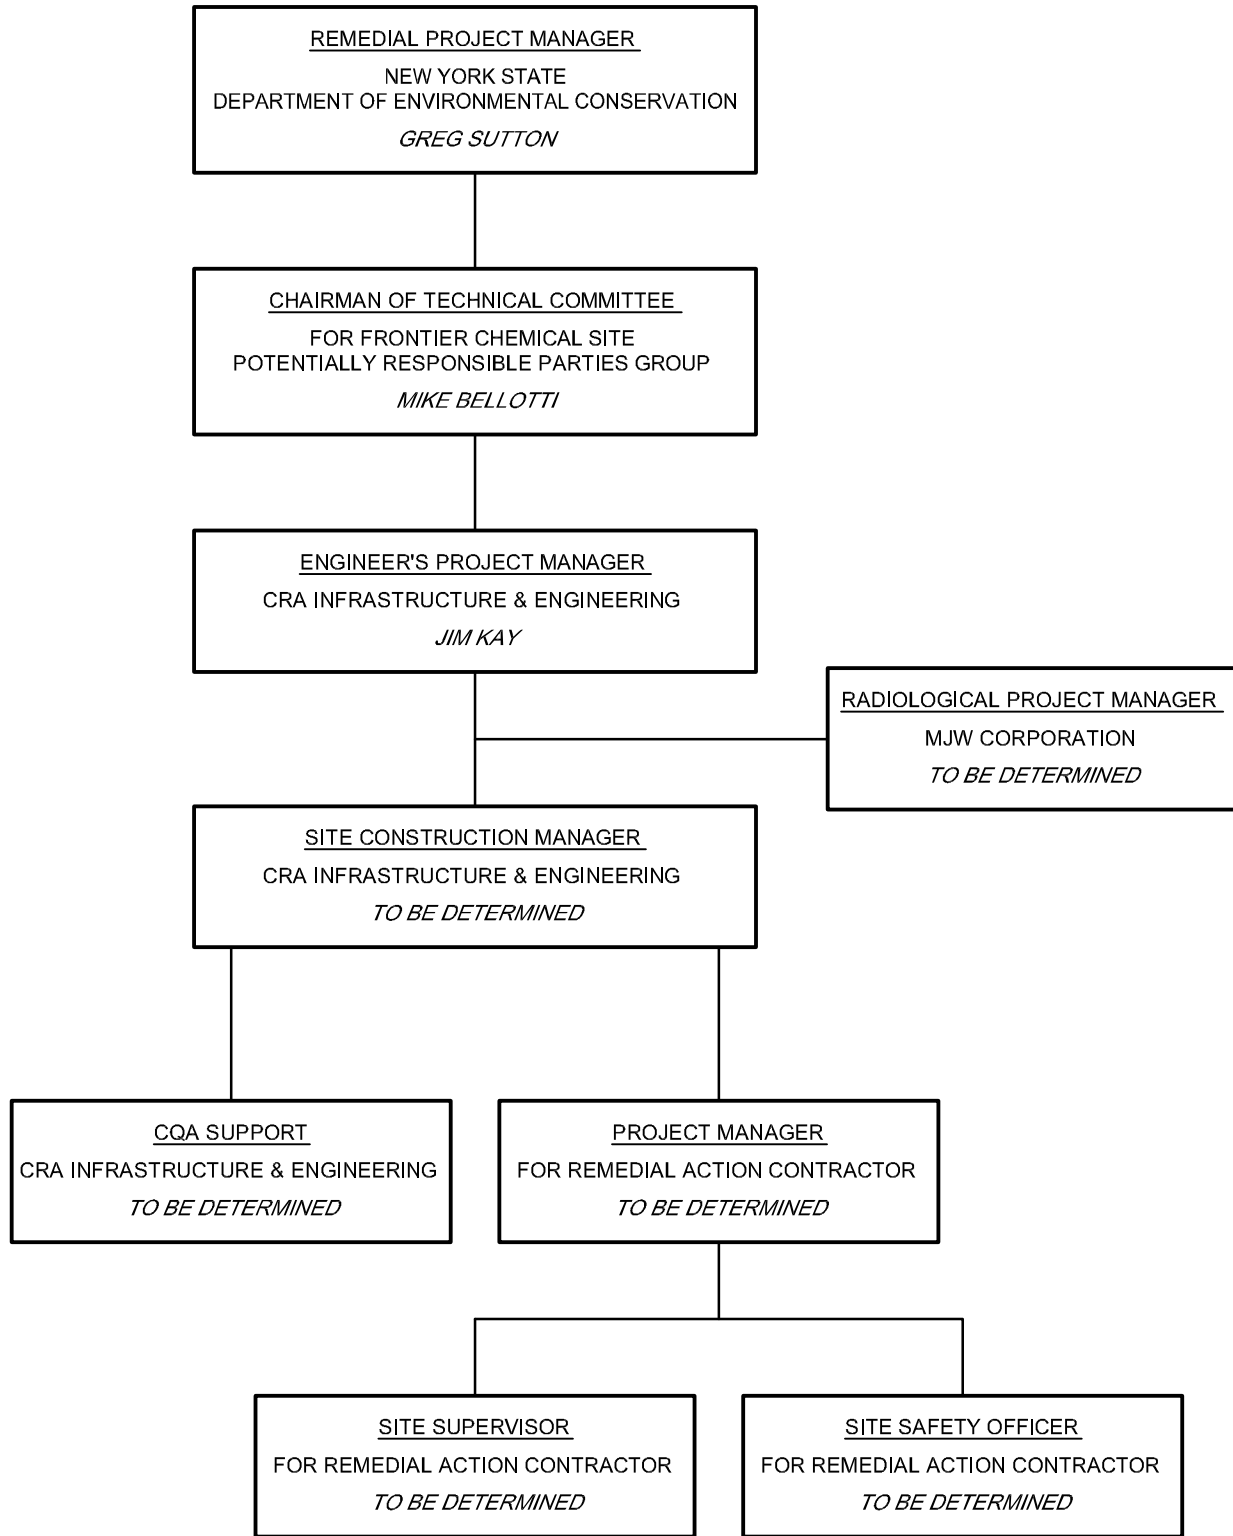 REMEDIAL PROJECT MANAGER
NEW YORK STATE
DEPARTMENT OF ENVIRONMENTAL CONSERVATION
GREG SUTTON
CHAIRMAN OF TECHNICAL COMMITTEE
FOR FRONTIER CHEMICAL SITE
POTENTIALLY RESPONSIBLE PARTIES GROUP
MIKE BELLOTTI
ENGINEER'S PROJECT MANAGER
CRA INFRASTRUCTURE & ENGINEERING
JIM KAY
RADIOLOGICAL PROJECT MANAGER
MJW CORPORATION
TO BE DETERMINED
SITE CONSTRUCTION MANAGER
CRA INFRASTRUCTURE & ENGINEERING
TO BE DETERMINED
CQA SUPPORT
CRA INFRASTRUCTURE & ENGINEERING
TO BE DETERMINED
PROJECT MANAGER
FOR REMEDIAL ACTION CONTRACTOR
TO BE DETERMINED
SITE SUPERVISOR
FOR REMEDIAL ACTION CONTRACTOR
TO BE DETERMINED
SITE SAFETY OFFICER
FOR REMEDIAL ACTION CONTRACTOR
TO BE DETERMINED